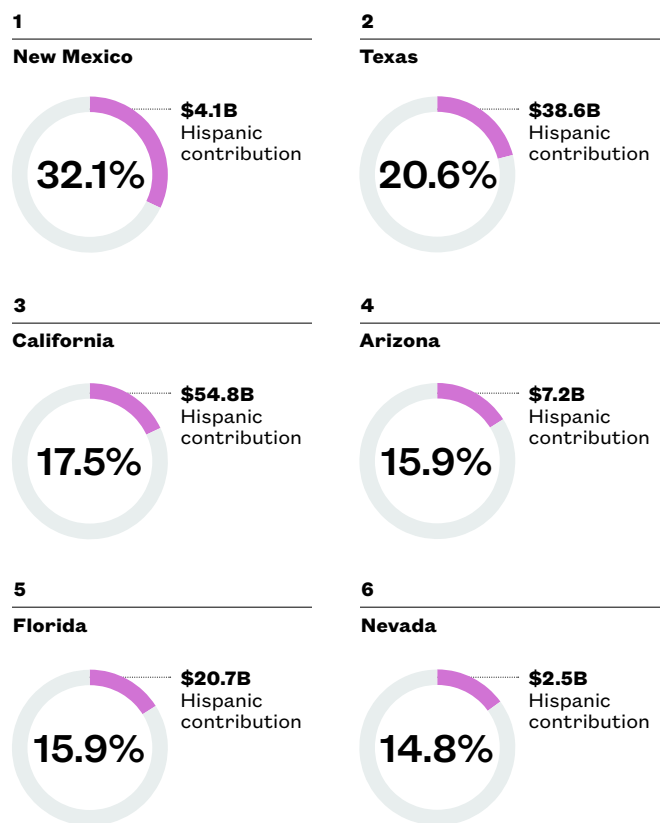 1
New Mexico
32.1%
$4.1B
Hispanic
contribution
2
Texas
20.6%
$38.6B
Hispanic
contribution
3
California
17.5%
$54.8B
Hispanic
contribution
4
Arizona
15.9%
$7.2B
Hispanic
contribution
5
Florida
15.9%
$20.7B
Hispanic
contribution
6
Nevada
14.8%
$2.5B
Hispanic
contribution